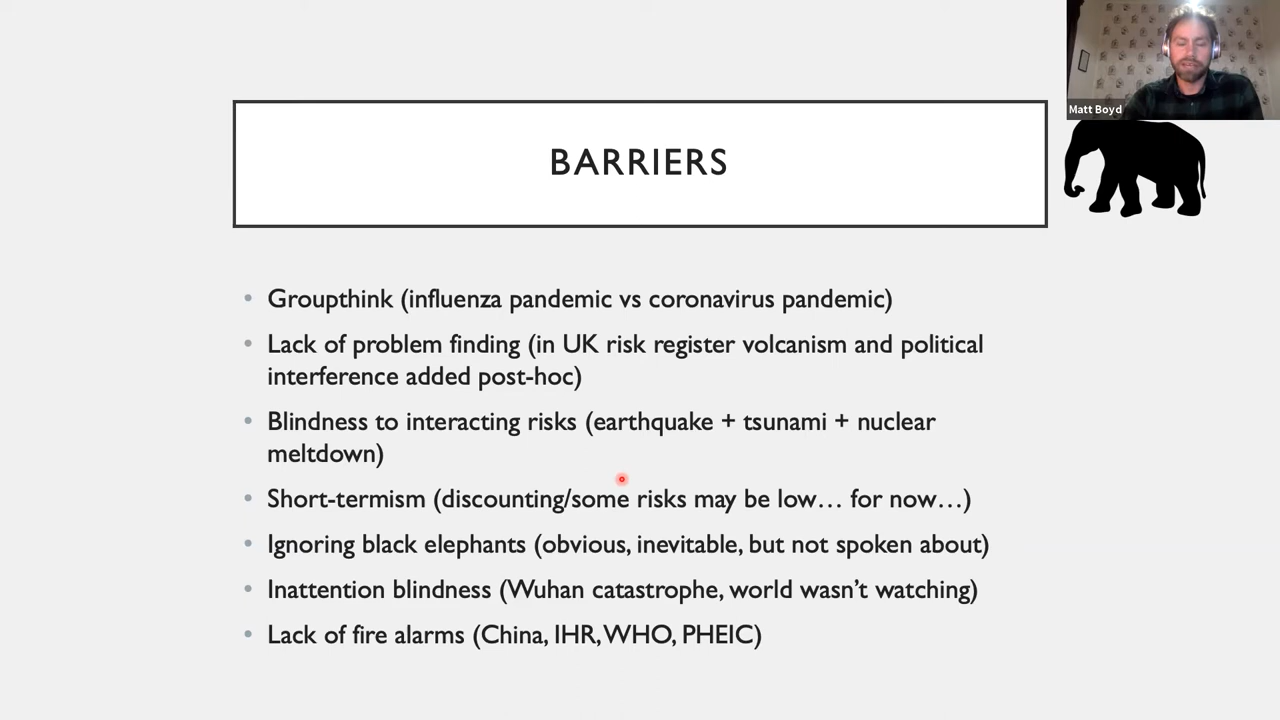 Matt Boyd
BARRIERS
• Groupthink (influenza pandemic vs coronavirus pandemic)
• Lack of problem finding (in UK risk register volcanism and political
interference added post-hoc)
• Blindness to interacting risks (earthquake + tsunami + nuclear
meltdown)
• Short-termism (discounting/some risks may be low… for now…)
• Ignoring black elephants (obvious, inevitable, but not spoken about)
• Inattention blindness (Wuhan catastrophe, world wasn’t watching)
• Lack of fire alarms (China, IHR, WHO, PHEIC)